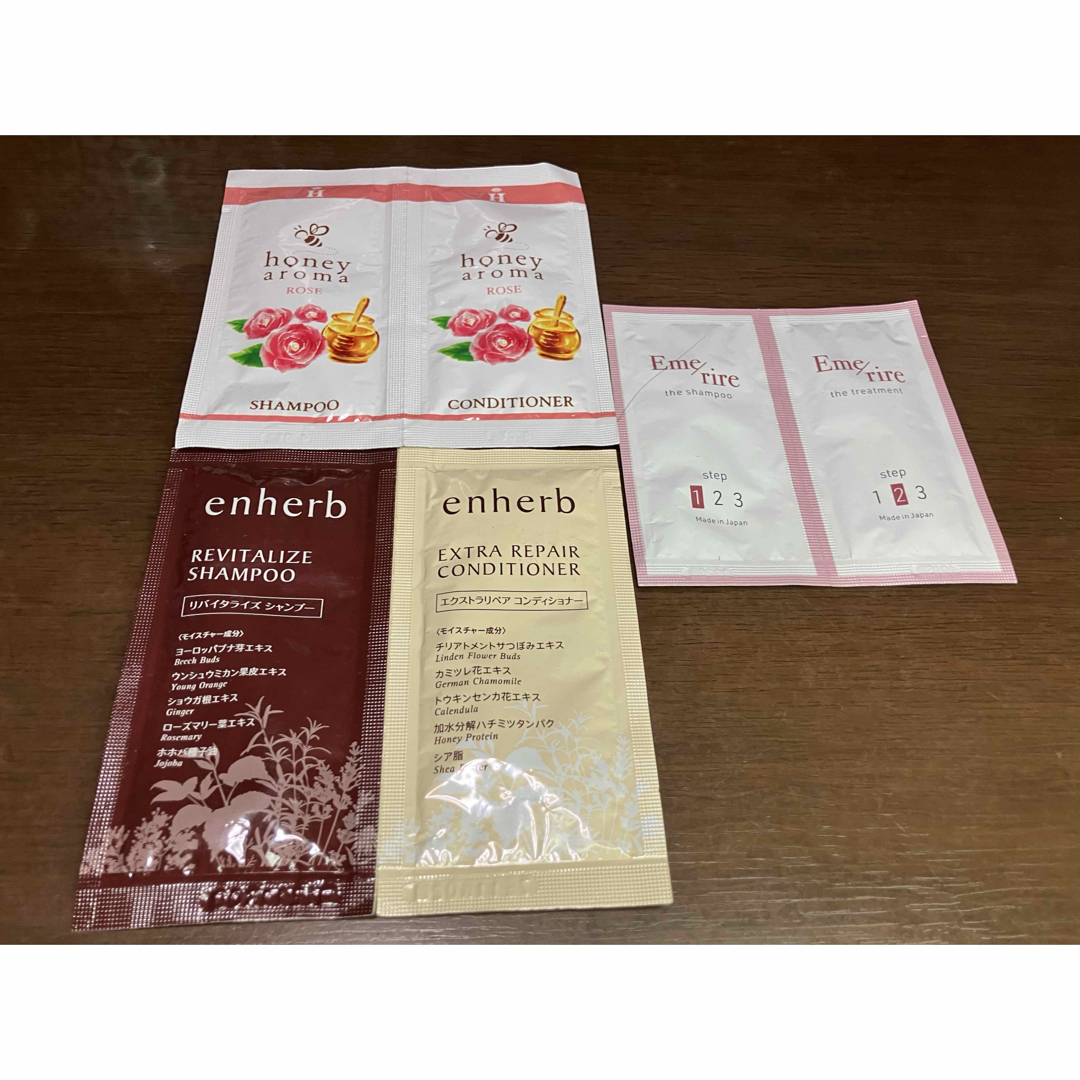 H
honey
aroma
ROSE
SHAMPOO
H
honey
aroma
ROSE
CONDITIONER
Eme/rire
the shampoo
step
1 2 3
Made in Japan
Eme/rire
the treatment
step
1 2 3
Made in Japan
enherb
REVITALIZE
SHAMPOO
リバイタライズ シャンプー
〈モイスチャー成分〉
ヨーロッパブナ芽エキス
Beech Buds
ウンシュウミカン果皮エキス
Young Orange
ショウガ根エキス
Ginger
ローズマリー葉エキス
Rosemary
ホホバ種子油
Jojoba
enherb
EXTRA REPAIR
CONDITIONER
エクストラリペア コンディショナー
〈モイスチャー成分〉
チリアトメントサつぼみエキス
Linden Flower Buds
カミツレ花エキス
German Chamomile
トウキンセンカ花エキス
Calendula
加水分解ハチミツタンパク
Honey Protein
シア脂
Shea Butter